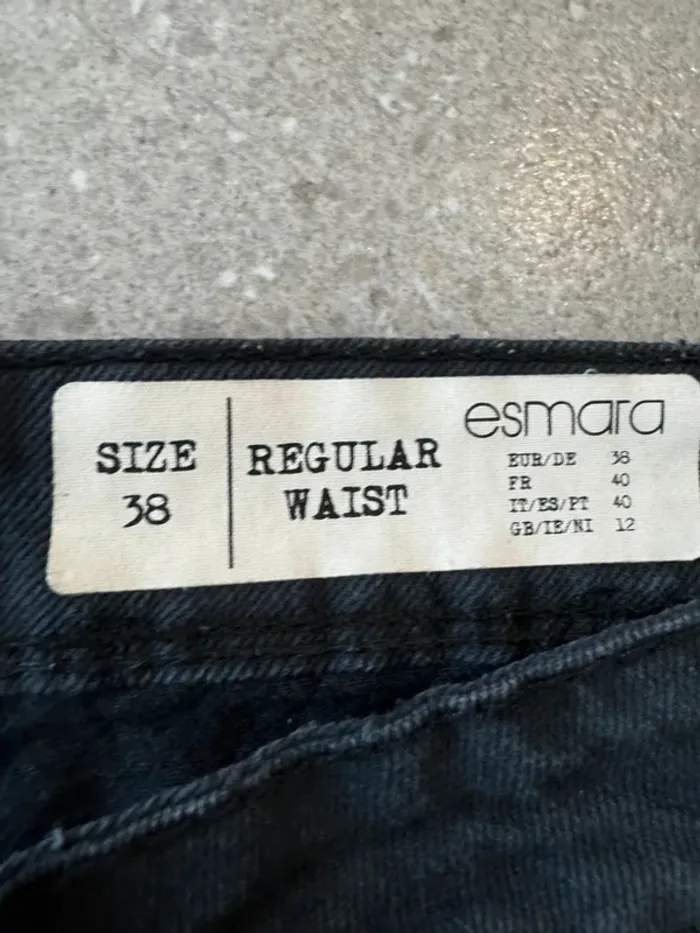 SIZE
38
REGULAR
WAIST
esmara
EUR/DE 38
FR 40
IT/ES/PT 40
GB/IE/NI 12